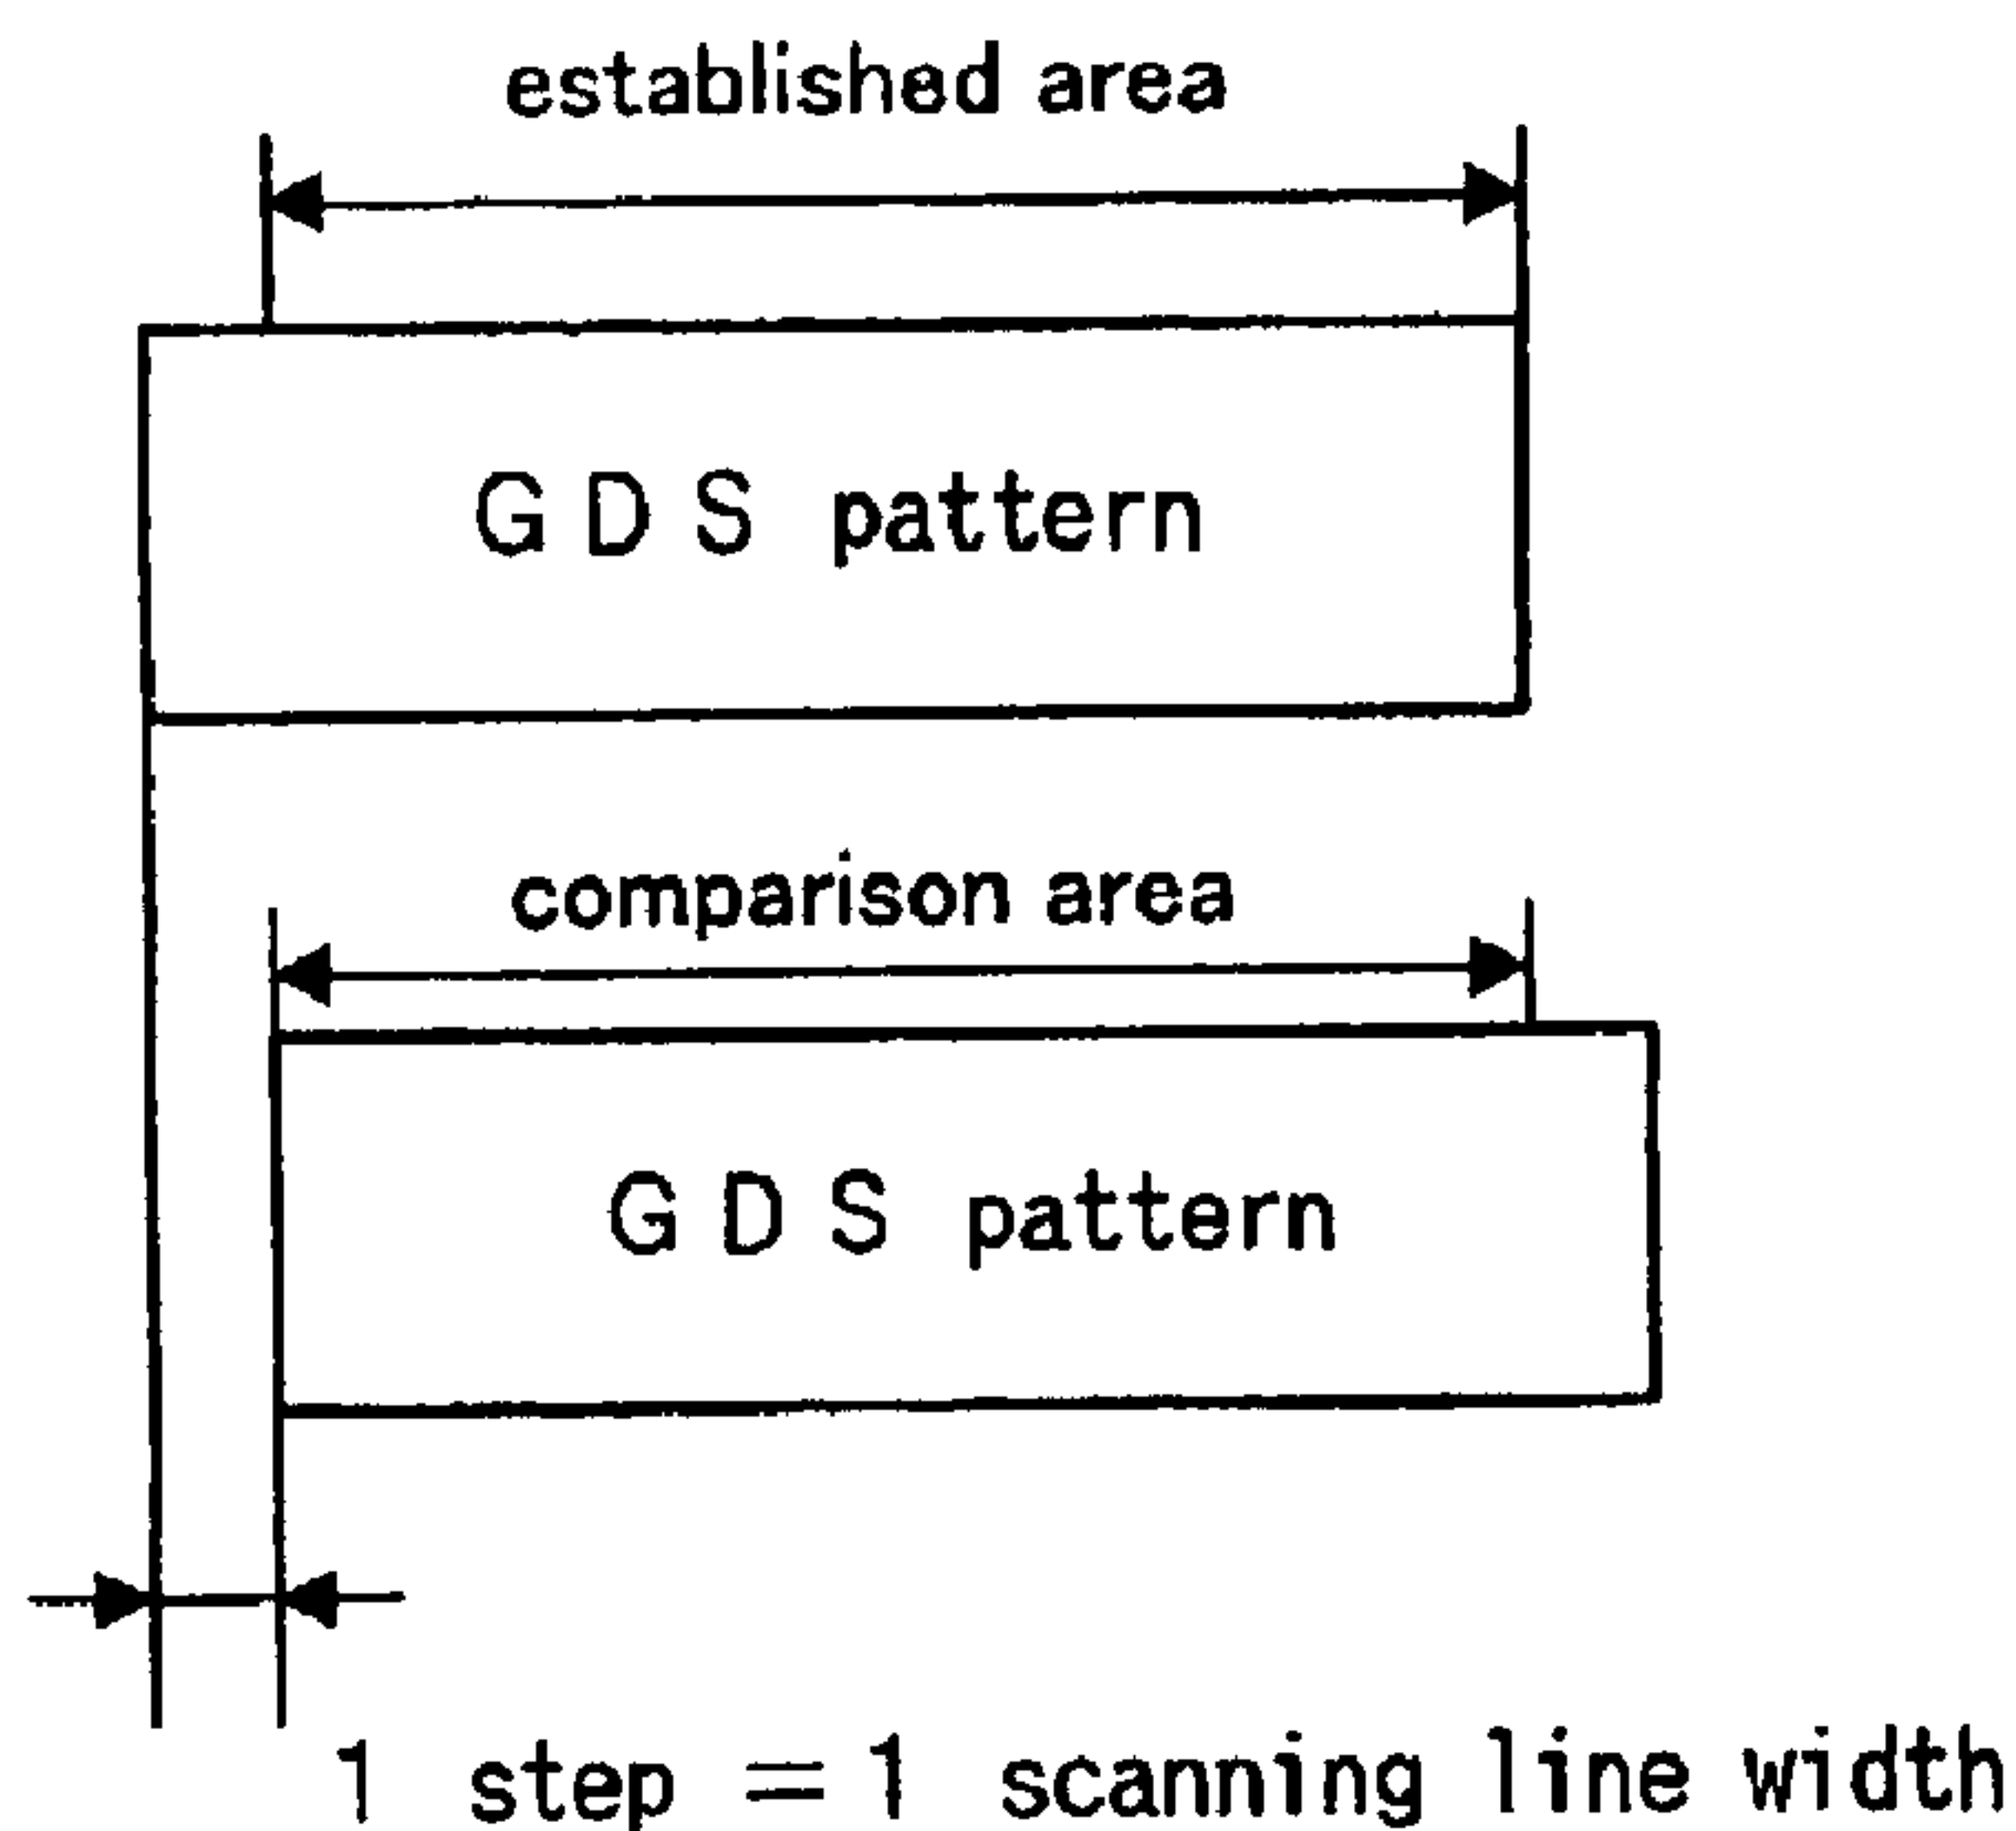 established area
GDS pattern
comparison area
GDS pattern
1 step = 1 scanning line width